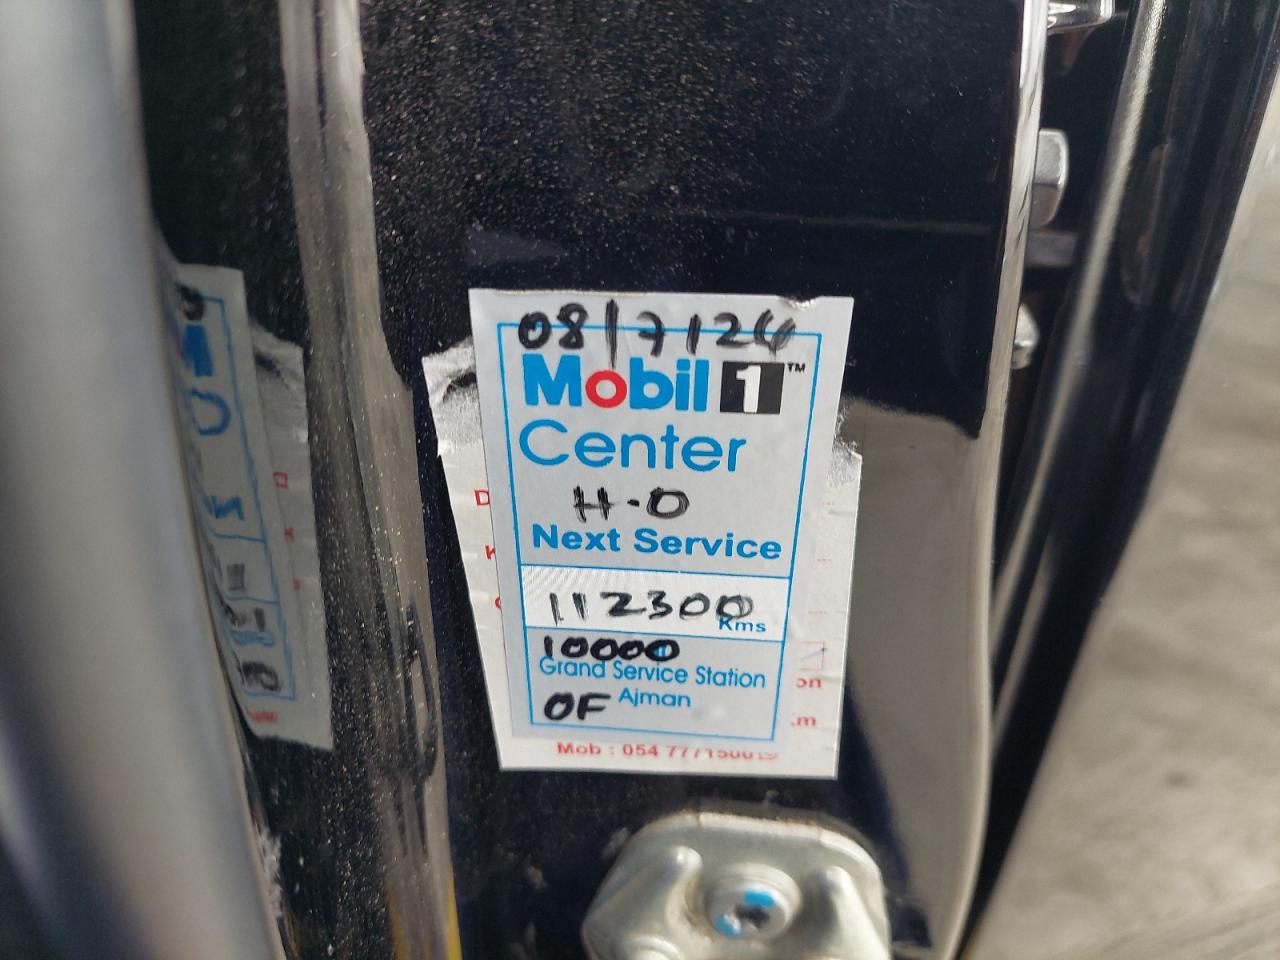 08/7/24
Mobil 1™
Center
H-O
Next Service
112300
Kms
10000
Grand Service Station
OF Ajman
Mob : 054